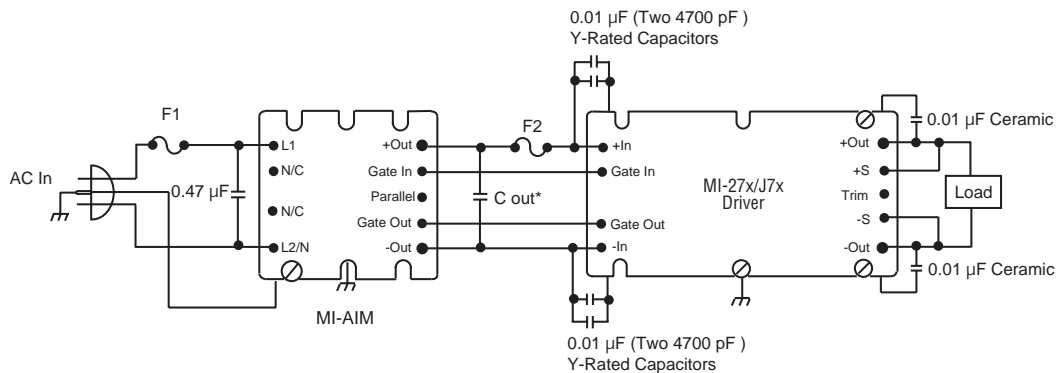 0.01 µF (Two 4700 pF )
Y-Rated Capacitors
F1
F2
0.01 µF Ceramic
AC In
0.47 µF
L1
N/C
N/C
L2/N
+Out
Gate In
Parallel
Gate Out
-Out
C out*
+In
Gate In
Gate Out
-In
MI-27x/J7x
Driver
+Out
+S
Trim
-S
-Out
Load
0.01 µF Ceramic
MI-AIM
0.01 µF (Two 4700 pF )
Y-Rated Capacitors